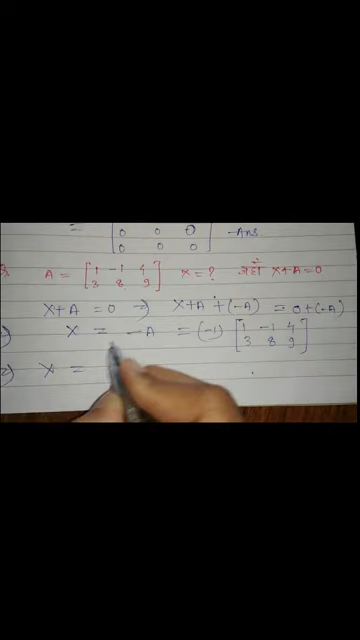 = [0 0 0
0 0 0] -Ans
A = [1 -1 4
3 8 9] X = ? जहाँ X+A=0
X+A = 0 ⇒ X+A+(-A) = 0+(-A)
X = -A = (-1) [1 -1 4
3 8 9]
X =